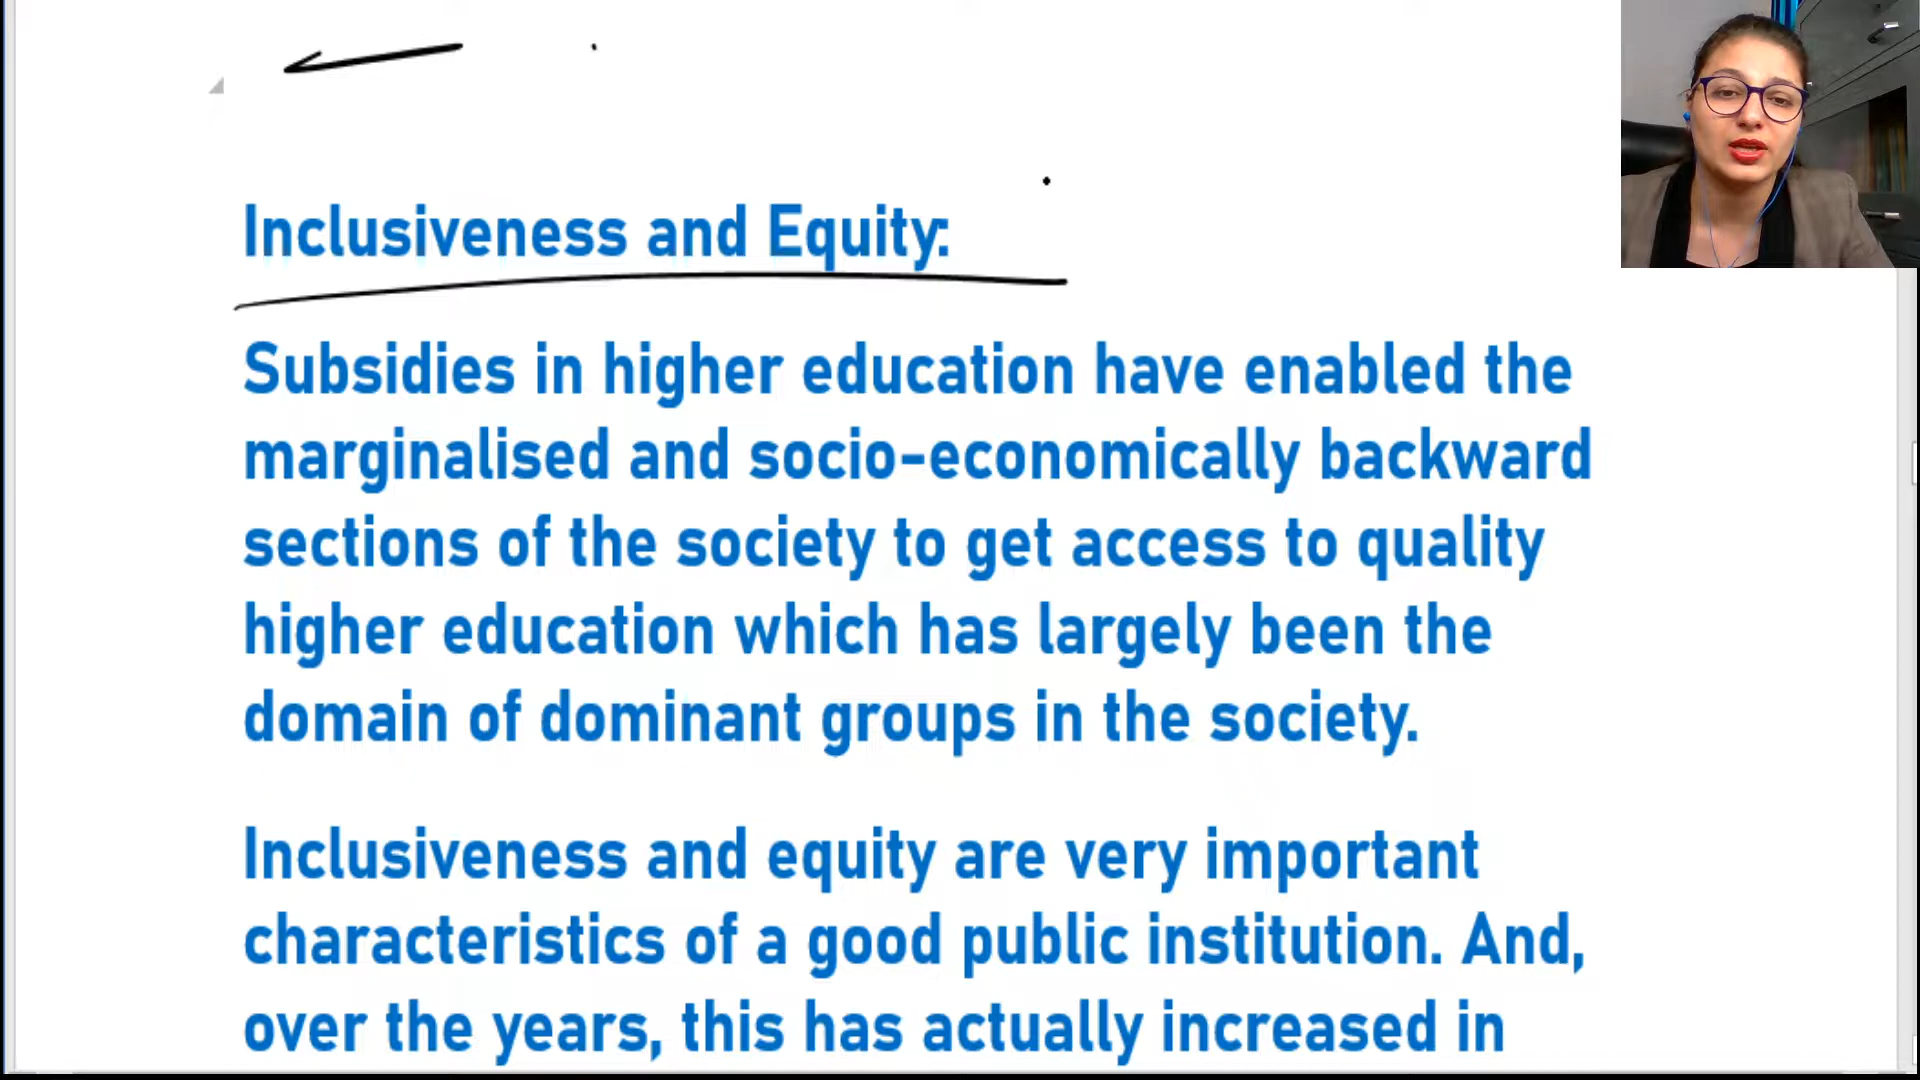 Inclusiveness and Equity:
Subsidies in higher education have enabled the
marginalised and socio-economically backward
sections of the society to get access to quality
higher education which has largely been the
domain of dominant groups in the society.
Inclusiveness and equity are very important
characteristics of a good public institution. And,
over the years, this has actually increased in